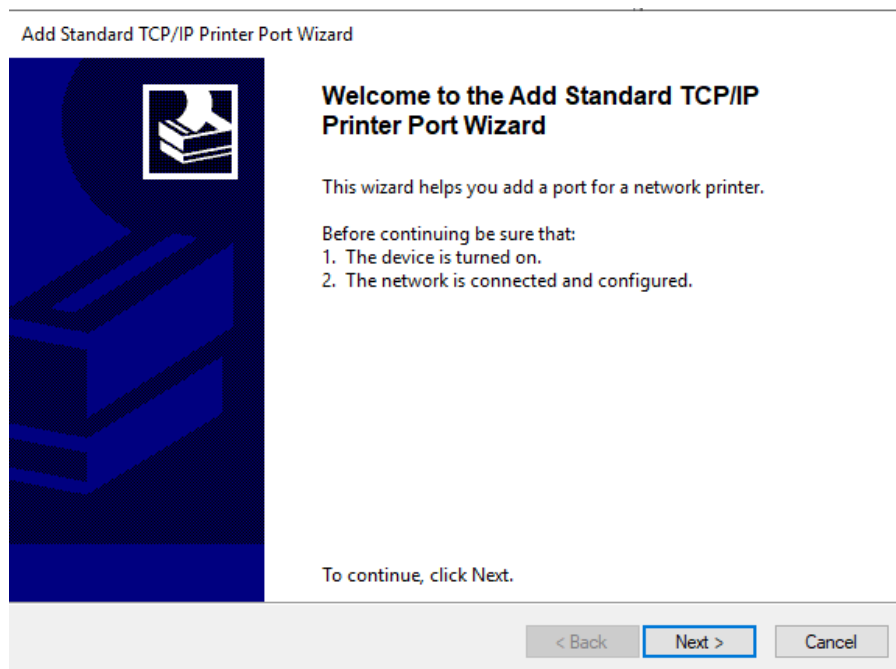 Add Standard TCP/IP Printer Port Wizard
Welcome to the Add Standard TCP/IP
Printer Port Wizard
This wizard helps you add a port for a network printer.
Before continuing be sure that:
1. The device is turned on.
2. The network is connected and configured.
To continue, click Next.
< Back Next > Cancel